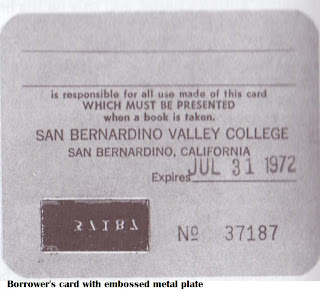 is responsible for all use made of this card
WHICH MUST BE PRESENTED
when a book is taken.
SAN BERNARDINO VALLEY COLLEGE
SAN BERNARDINO, CALIFORNIA
Expires JUL 31 1972
37187
Nº 37187
Borrower's card with embossed metal plate